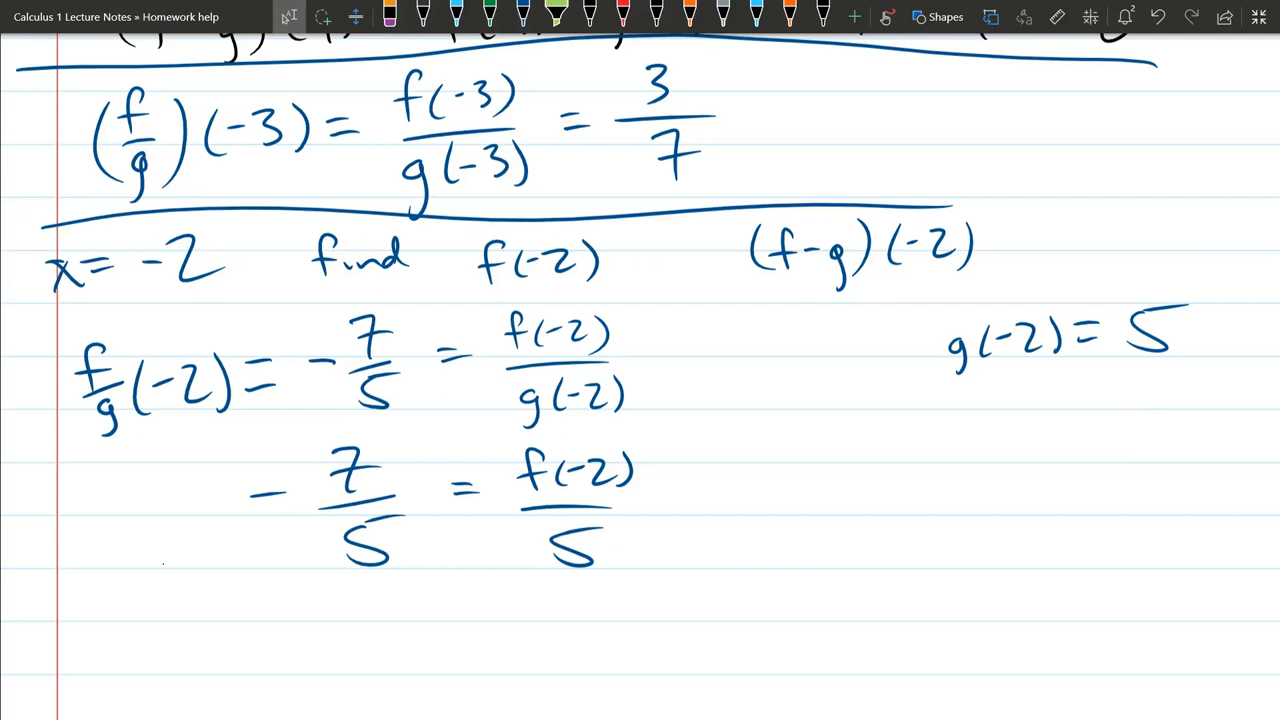 Calculus 1 Lecture Notes » Homework help
Shapes
(f/g)(-3) = f(-3)/g(-3) = 3/7
x = -2 find f(-2) (f-g)(-2)
f/g(-2) = -7/5 = f(-2)/g(-2) g(-2) = 5
-7/5 = f(-2)/5